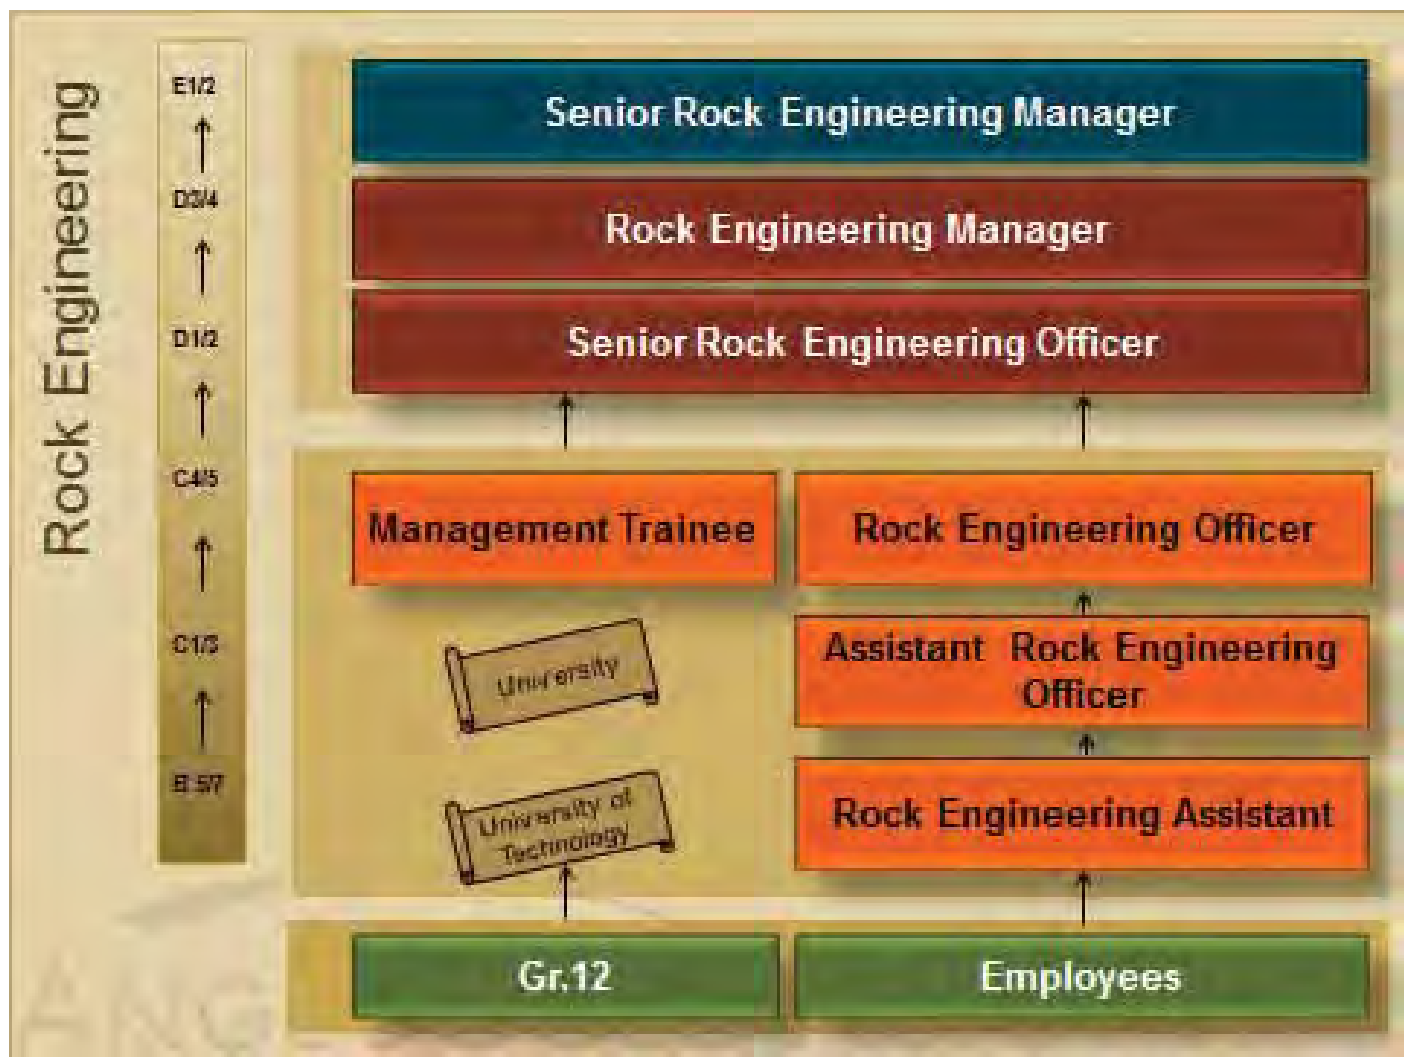 Rock Engineering
E1/2
D3/4
D1/2
C4/5
C1/3
B 5/7
Senior Rock Engineering Manager
Rock Engineering Manager
Senior Rock Engineering Officer
Management Trainee
Rock Engineering Officer
University
Assistant Rock Engineering
Officer
University of
Technology
Rock Engineering Assistant
Gr.12
Employees
ANG